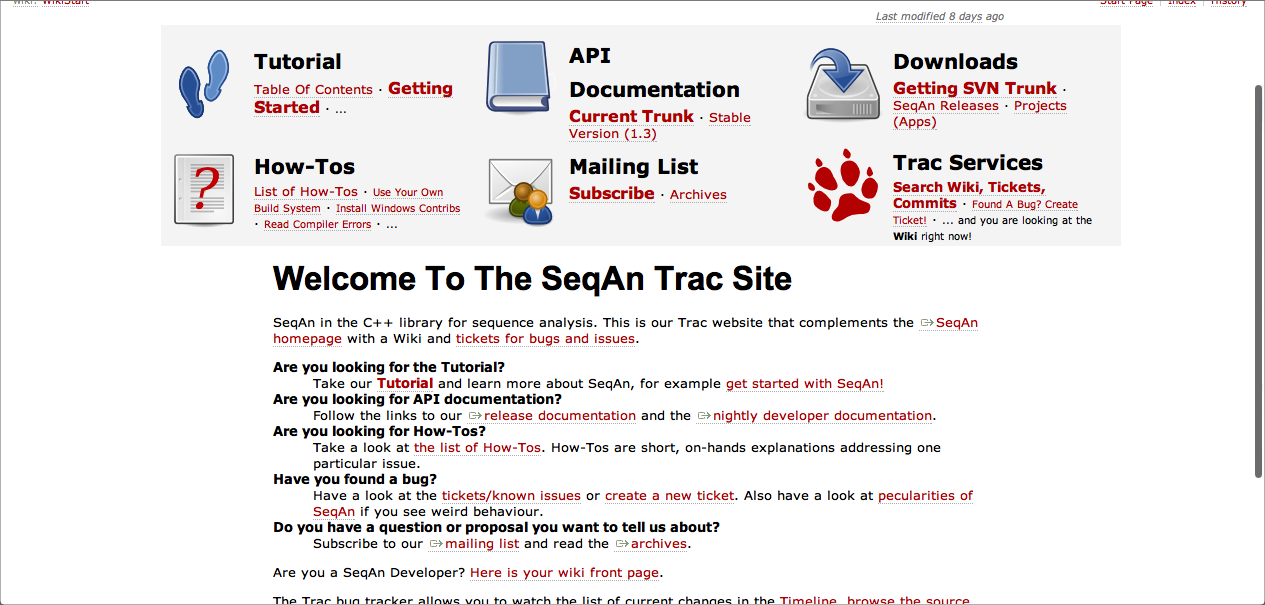 wiki: WikiStart
Start Page | Index | History
Last modified 8 days ago
Tutorial
Table Of Contents · Getting
Started · ...
API
Documentation
Current Trunk · Stable
Version (1.3)
Downloads
Getting SVN Trunk ·
SeqAn Releases · Projects
(Apps)
?
How-Tos
List of How-Tos · Use Your Own
Build System · Install Windows Contribs
· Read Compiler Errors · ...
Mailing List
Subscribe · Archives
Trac Services
Search Wiki, Tickets,
Commits · Found A Bug? Create
Ticket! · ... and you are looking at the
Wiki right now!
Welcome To The SeqAn Trac Site
SeqAn in the C++ library for sequence analysis. This is our Trac website that complements the SeqAn
homepage with a Wiki and tickets for bugs and issues.
Are you looking for the Tutorial?
Take our Tutorial and learn more about SeqAn, for example get started with SeqAn!
Are you looking for API documentation?
Follow the links to our release documentation and the nightly developer documentation.
Are you looking for How-Tos?
Take a look at the list of How-Tos. How-Tos are short, on-hands explanations addressing one
particular issue.
Have you found a bug?
Have a look at the tickets/known issues or create a new ticket. Also have a look at pecularities of
SeqAn if you see weird behaviour.
Do you have a question or proposal you want to tell us about?
Subscribe to our mailing list and read the archives.
Are you a SeqAn Developer? Here is your wiki front page.
The Trac bug tracker allows you to watch the list of current changes in the Timeline, browse the source